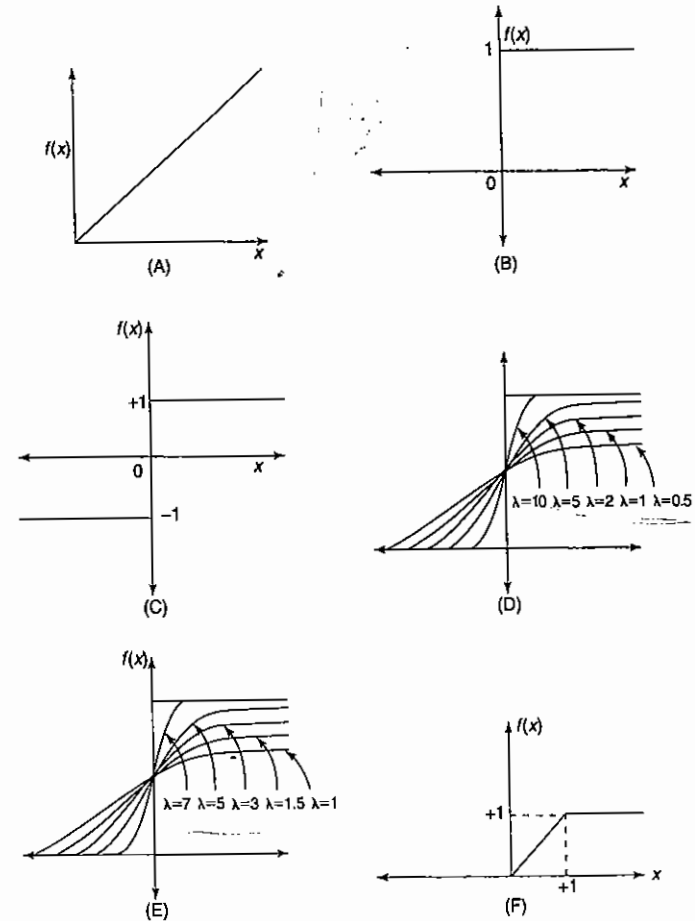 f(x)
1
f(x)
0
x
x
(A)
(B)
f(x)
+1
0
x
–1
λ=10 λ=5 λ=2 λ=1 λ=0.5
(C)
(D)
f(x)
f(x)
λ=7 λ=5 λ=3 λ=1.5 λ=1
+1
x
+1
(E)
(F)